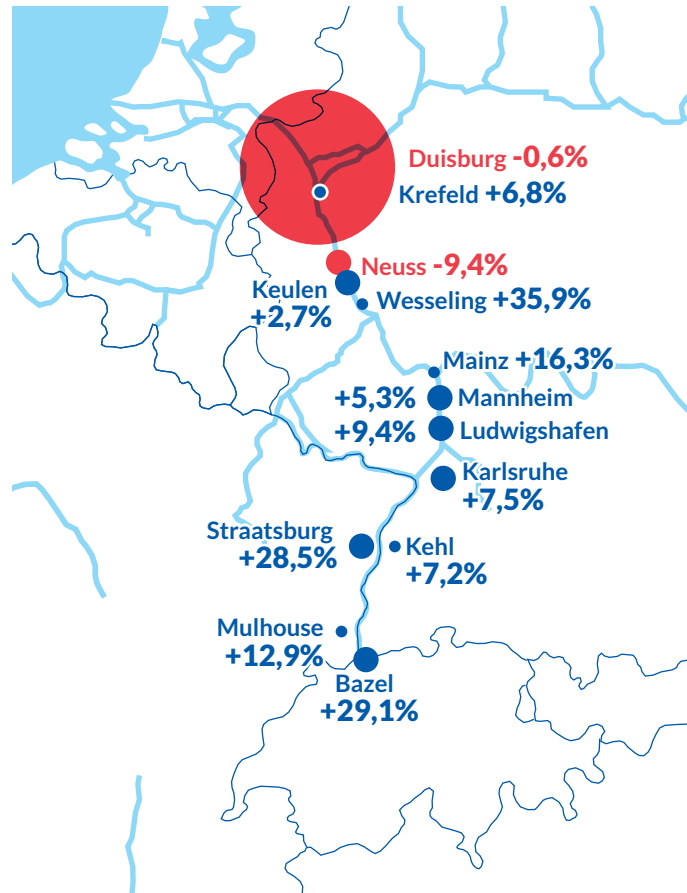 Duisburg -0,6%
Krefeld +6,8%
Neuss -9,4%
Keulen
+2,7%
Wesseling +35,9%
Mainz +16,3%
+5,3% Mannheim
+9,4% Ludwigshafen
Karlsruhe
+7,5%
Straatsburg
+28,5%
Kehl
+7,2%
Mulhouse
+12,9%
Bazel
+29,1%